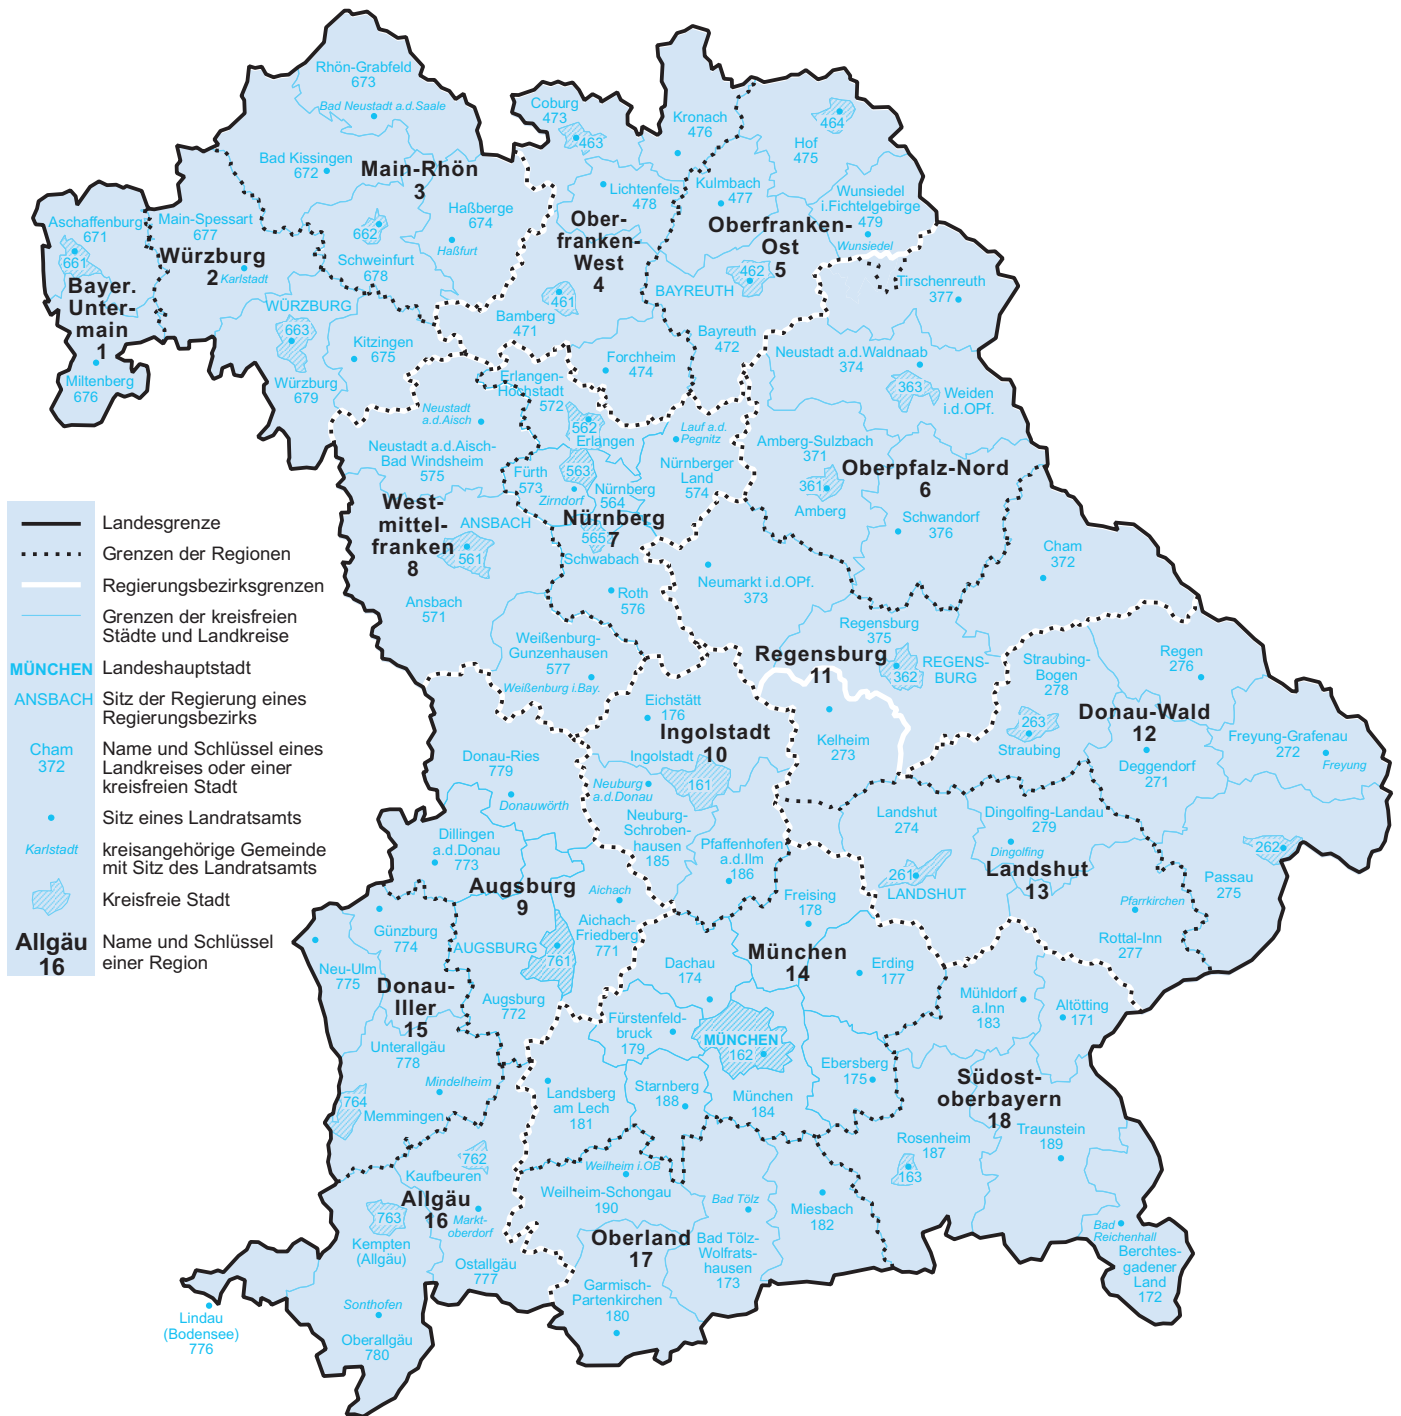 Rhön-Grabfeld
673
Bad Neustadt a.d.Saale
Coburg
473
463
Kronach
476
464
Hof
475
Bad Kissingen
672
Main-Rhön
3
Lichtenfels
478
Kulmbach
477
Wunsiedel
i.Fichtelgebirge
479
Wunsiedel
Aschaffenburg
671
661
Main-Spessart
677
Würzburg
2
Karlstadt
Haßberge
674
Haßfurt
662
Schweinfurt
678
Ober-
franken-
West
4
Oberfranken-
Ost
5
462
BAYREUTH
Bayer.
Unter-
main
1
Miltenberg
676
WÜRZBURG
663
Würzburg
679
Kitzingen
675
461
Bamberg
471
Bayreuth
472
Tirschenreuth
377
Forchheim
474
Neustadt a.d.Waldnaab
374
363
Weiden
i.d.OPf.
Erlangen-
Höchstadt
572
562
Erlangen
Neustadt
a.d.Aisch
Neustadt a.d.Aisch-
Bad Windsheim
575
Lauf a.d.
Pegnitz
Nürnberger
Land
574
Fürth
573
563
Zirndorf
Nürnberg
564
Nürnberg
7
565
Schwabach
Amberg-Sulzbach
371
361
Amberg
Oberpfalz-Nord
6
Schwandorf
376
West-
mittel-
franken
8
ANSBACH
561
Ansbach
571
Roth
576
Neumarkt i.d.OPf.
373
Cham
372
Weißenburg-
Gunzenhausen
577
Weißenburg i.Bay.
Regensburg
375
Regensburg
11
362
REGENS-
BURG
Straubing-
Bogen
278
263
Straubing
Regen
276
Donau-Wald
12
Deggendorf
271
Freyung-Grafenau
272
Freyung
Eichstätt
176
Ingolstadt
10
Ingolstadt
161
Kelheim
273
Donau-Ries
779
Donauwörth
Neuburg
a.d.Donau
Neuburg-
Schroben-
hausen
185
Pfaffenhofen
a.d.Ilm
186
Landshut
274
261
LANDSHUT
Dingolfing-Landau
279
Dingolfing
Landshut
13
262
Passau
275
Pfarrkirchen
Rottal-Inn
277
Dillingen
a.d.Donau
773
Augsburg
9
Aichach
Aichach-
Friedberg
771
AUGSBURG
761
Augsburg
772
Günzburg
774
Neu-Ulm
775
Donau-
Iller
15
Unterallgäu
778
Mindelheim
764
Memmingen
Freising
178
München
14
Dachau
174
Erding
177
Fürstenfeld-
bruck
179
MÜNCHEN
162
Ebersberg
175
Landsberg
am Lech
181
Starnberg
188
München
184
Mühldorf
a.Inn
183
Altötting
171
Südost-
oberbayern
18
Traunstein
189
Rosenheim
187
163
762
Kaufbeuren
Allgäu
16
763
Kempten
(Allgäu)
Markt-
oberdorf
Ostallgäu
777
Weilheim i.OB
Weilheim-Schongau
190
Oberland
17
Bad Tölz
Bad Tölz-
Wolfrats-
hausen
173
Miesbach
182
Garmisch-
Partenkirchen
180
Bad
Reichenhall
Berchtes-
gadener
Land
172
Lindau
(Bodensee)
776
Sonthofen
Oberallgäu
780
Landesgrenze
Grenzen der Regionen
Regierungsbezirksgrenzen
Grenzen der kreisfreien
Städte und Landkreise
MÜNCHEN Landeshauptstadt
ANSBACH Sitz der Regierung eines
Regierungsbezirks
Cham Name und Schlüssel eines
372 Landkreises oder einer
kreisfreien Stadt
Sitz eines Landratsamts
Karlstadt kreisangehörige Gemeinde
mit Sitz des Landratsamts
Kreisfreie Stadt
Allgäu Name und Schlüssel
16 einer Region